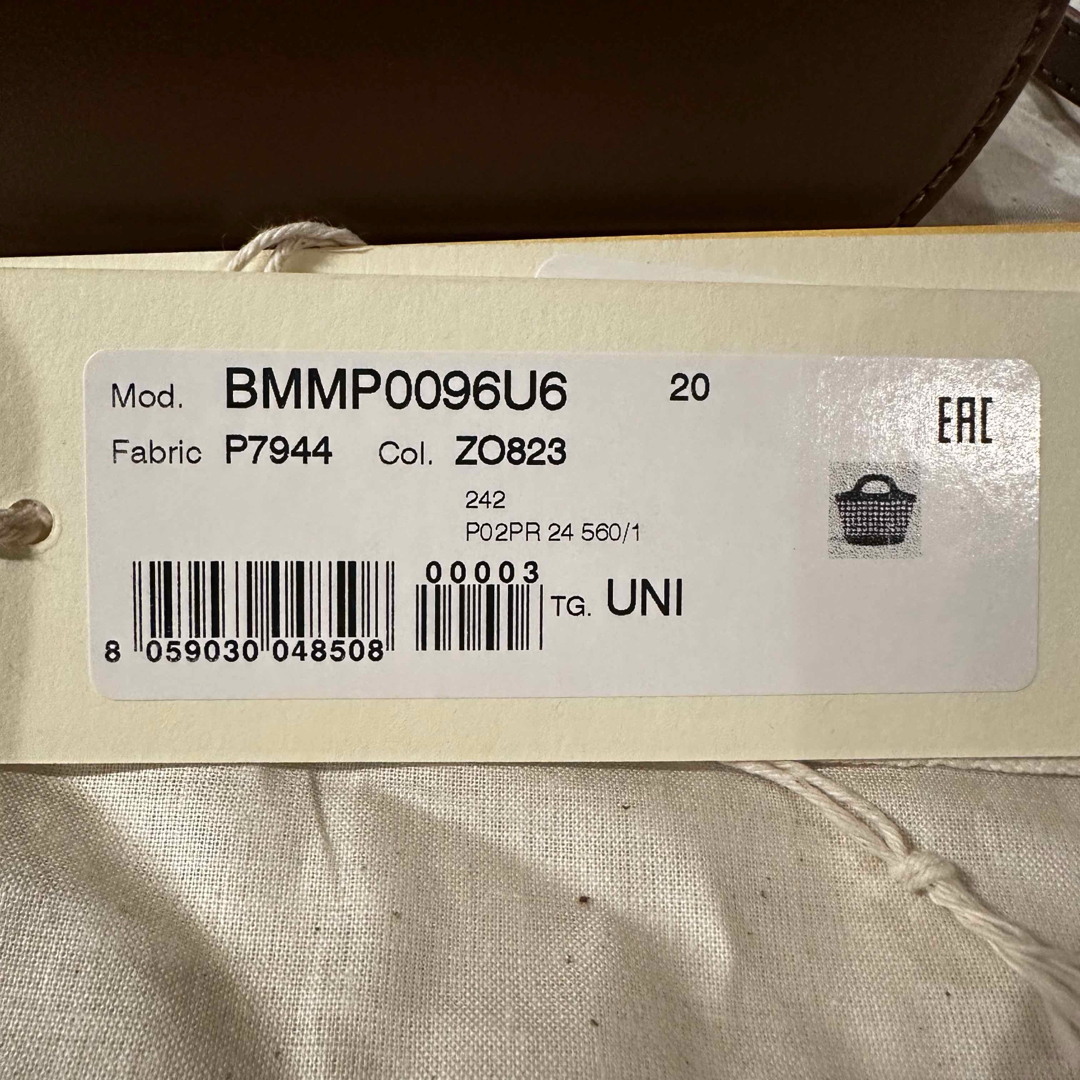 Mod. BMMP0096U6 20
EAC
Fabric P7944 Col. ZO823
242
P02PR 24 560/1
00003
TG. UNI
8 059030 048508